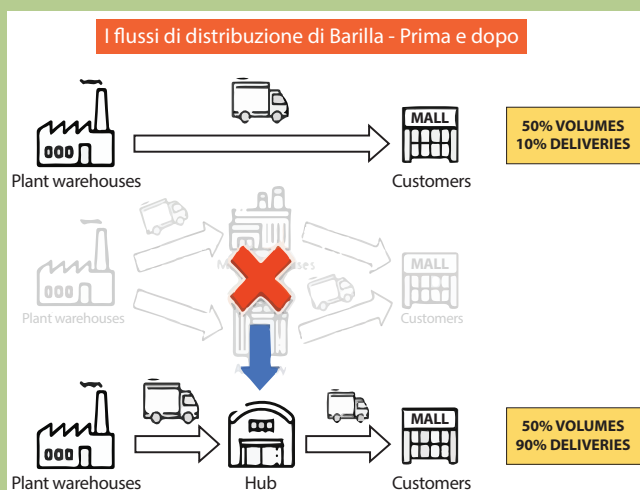 I flussi di distribuzione di Barilla - Prima e dopo
MALL
50% VOLUMES
10% DELIVERIES
Plant warehouses
Customers
MALL
Plant warehouses
Customers
MALL
50% VOLUMES
90% DELIVERIES
Plant warehouses
Hub
Customers